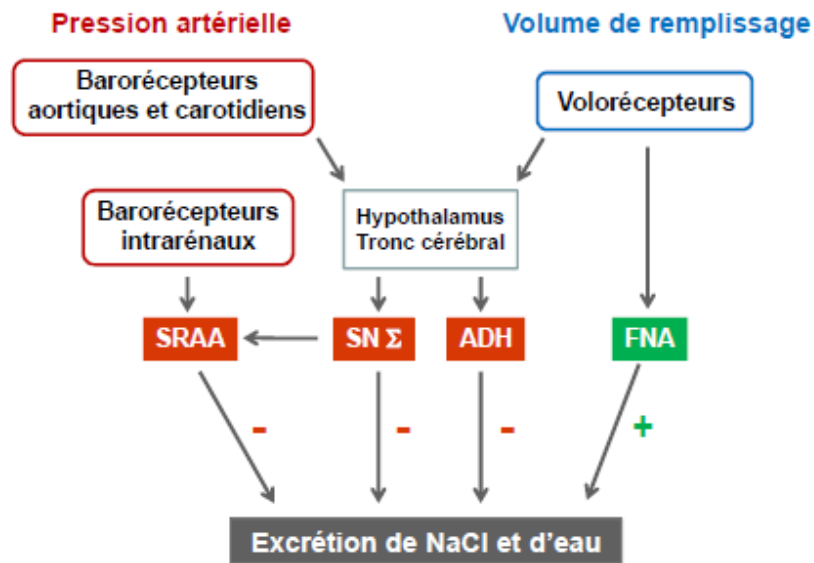 Pression artérielle
Volume de remplissage
Barorécepteurs
aortiques et carotidiens
Volorécepteurs
Barorécepteurs
intrarénaux
Hypothalamus
Tronc cérébral
SRAA
SN Σ
ADH
FNA
-
-
-
+
Excrétion de NaCl et d'eau